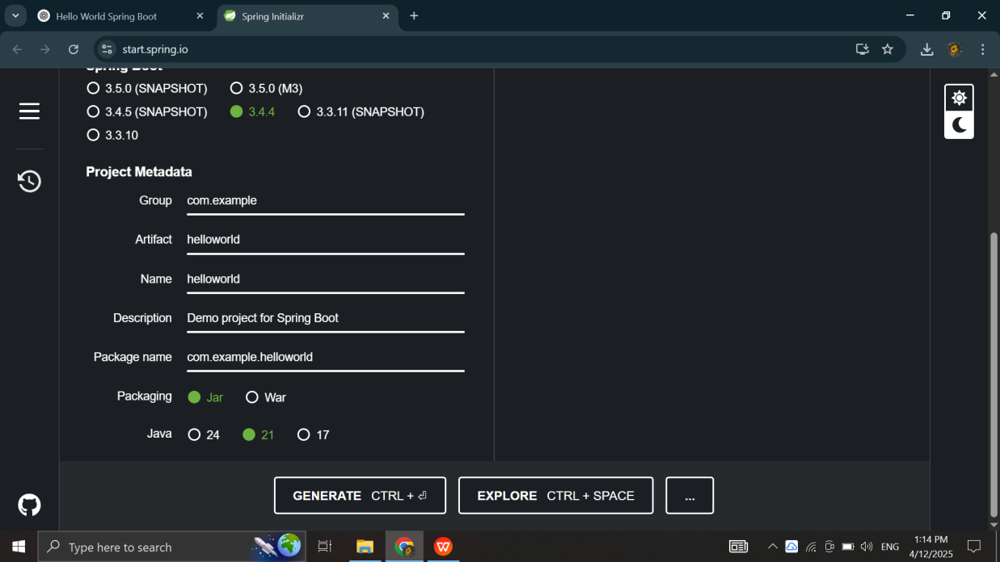 Hello World Spring Boot
Spring Initializr
start.spring.io
Spring Boot
3.5.0 (SNAPSHOT) 3.5.0 (M3)
3.4.5 (SNAPSHOT) 3.4.4 3.3.11 (SNAPSHOT)
3.3.10
Project Metadata
Group com.example
Artifact helloworld
Name helloworld
Description Demo project for Spring Boot
Package name com.example.helloworld
Packaging Jar War
Java 24 21 17
GENERATE CTRL + ⏎ EXPLORE CTRL + SPACE ...
Type here to search
W
ENG
1:14 PM
4/12/2025